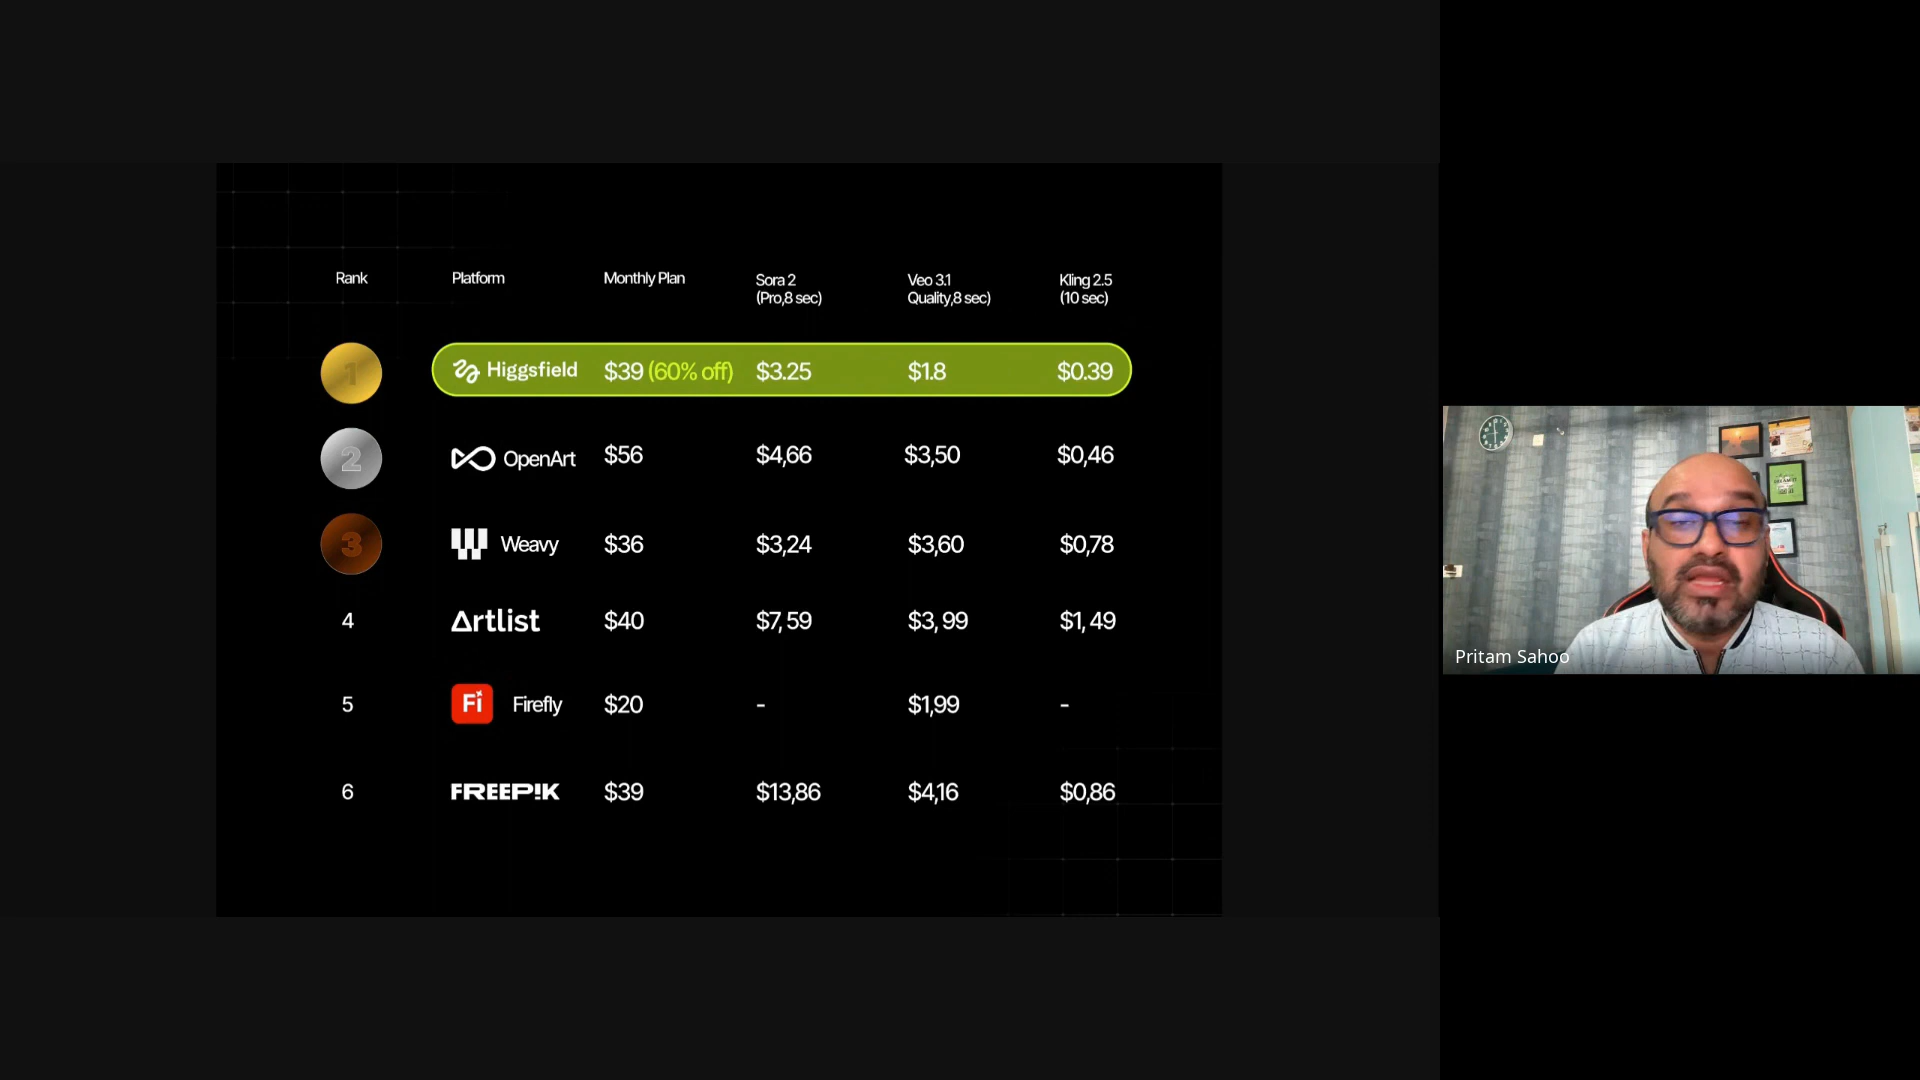 Rank Platform Monthly Plan Sora 2 (Pro,8 sec) Veo 3.1 Quality,8 sec) Kling 2.5 (10 sec)
1 Higgsfield $39 (60% off) $3.25 $1.8 $0.39
2 OpenArt $56 $4,66 $3,50 $0,46
3 Weavy $36 $3,24 $3,60 $0,78
4 Artlist $40 $7, 59 $3, 99 $1, 49
5 Fi Firefly $20 - $1,99 -
6 FREEP!K $39 $13,86 $4,16 $0,86
Pritam Sahoo